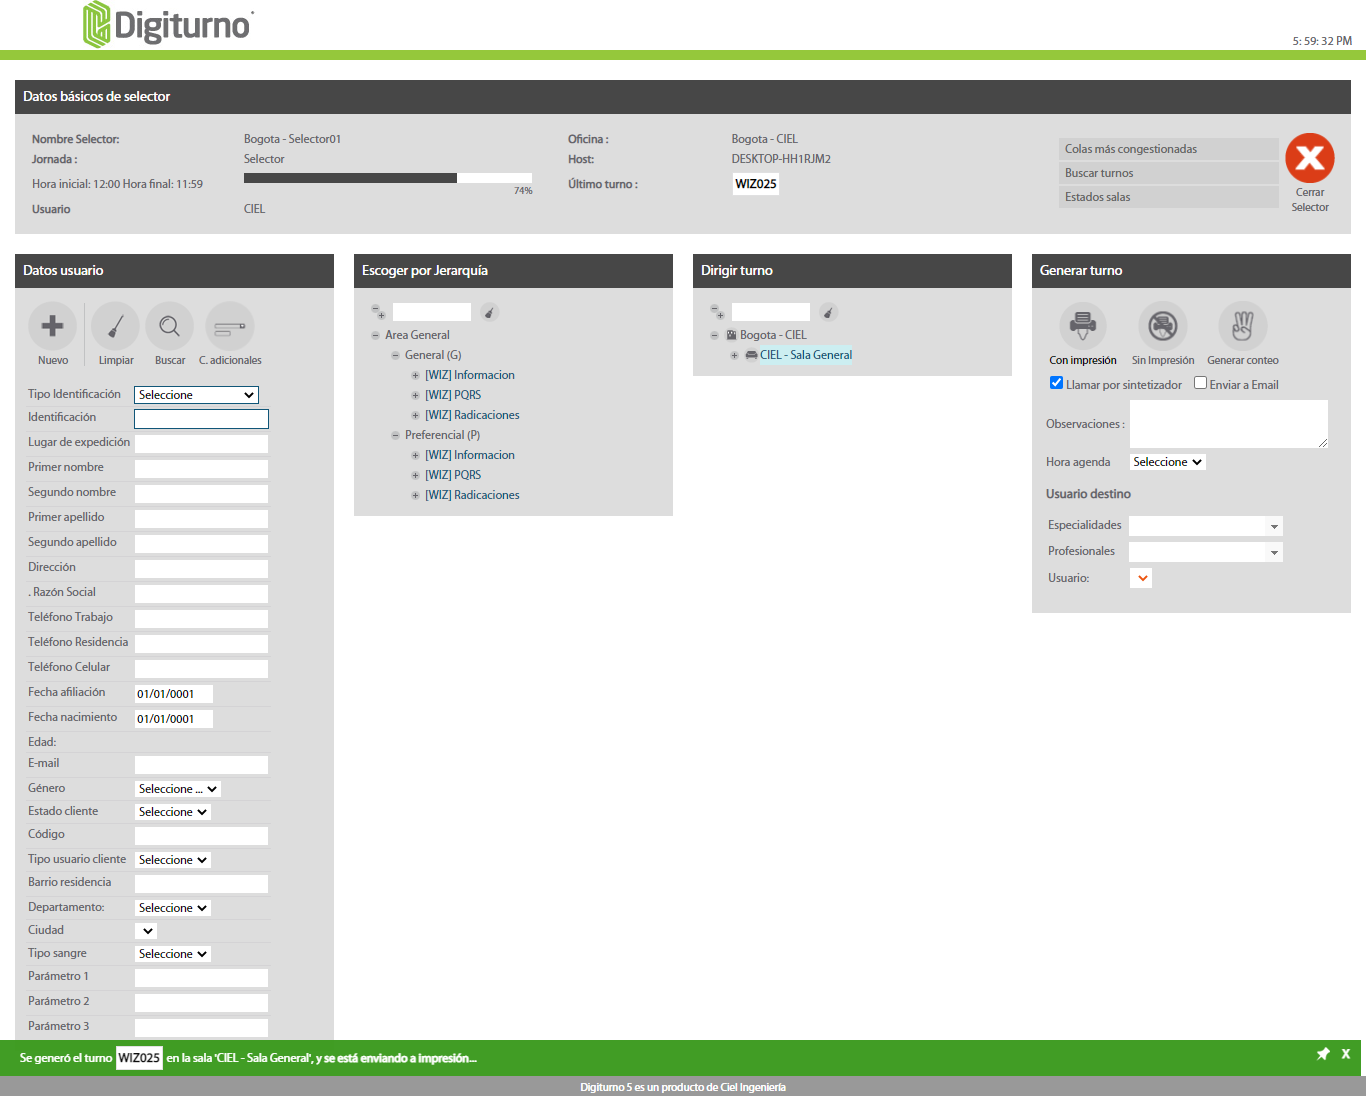 Digiturno
5: 59: 32 PM
Datos básicos de selector
Nombre Selector: Bogota - Selector01 Oficina : Bogota - CIEL
Jornada : Selector Host: DESKTOP-HH1RJM2
Hora inicial: 12:00 Hora final: 11:59 74% Último turno : WIZ025
Usuario CIEL
Colas más congestionadas
Buscar turnos
Estados salas
Cerrar
Selector
Datos usuario
Nuevo Limpiar Buscar C. adicionales
Tipo Identificación Seleccione
Identificación
Lugar de expedición
Primer nombre
Segundo nombre
Primer apellido
Segundo apellido
Dirección
. Razón Social
Teléfono Trabajo
Teléfono Residencia
Teléfono Celular
Fecha afiliación 01/01/0001
Fecha nacimiento 01/01/0001
Edad:
E-mail
Género Seleccione ...
Estado cliente Seleccione
Código
Tipo usuario cliente Seleccione
Barrio residencia
Departamento: Seleccione
Ciudad
Tipo sangre Seleccione
Parámetro 1
Parámetro 2
Parámetro 3
Escoger por Jerarquía
Area General
General (G)
[WIZ] Informacion
[WIZ] PQRS
[WIZ] Radicaciones
Preferencial (P)
[WIZ] Informacion
[WIZ] PQRS
[WIZ] Radicaciones
Dirigir turno
Bogota - CIEL
CIEL - Sala General
Generar turno
Con impresión Sin Impresión Generar conteo
Llamar por sintetizador Enviar a Email
Observaciones :
Hora agenda Seleccione
Usuario destino
Especialidades
Profesionales
Usuario:
Se generó el turno WIZ025 en la sala 'CIEL - Sala General', y se está enviando a impresión...
X
Digiturno 5 es un producto de Ciel Ingeniería